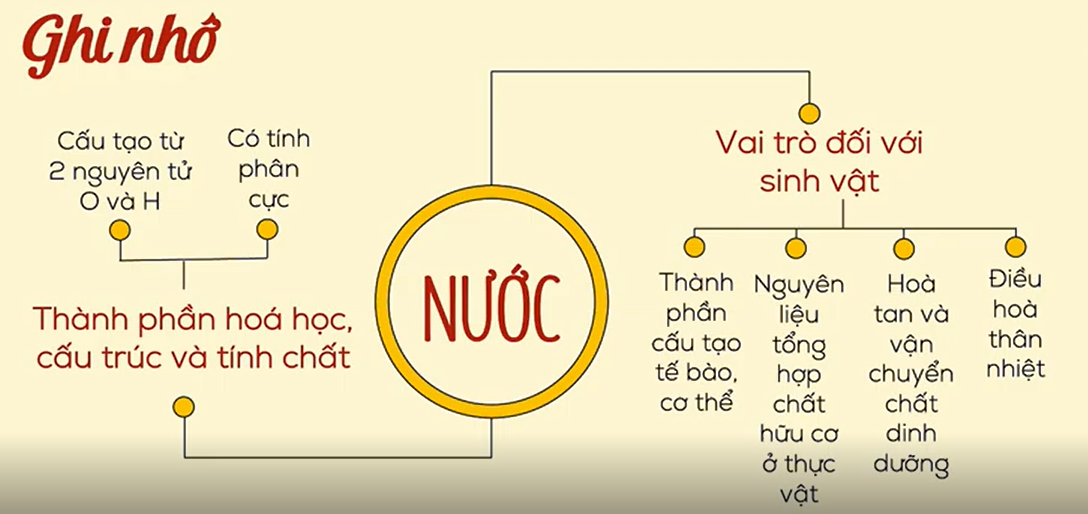 Ghi nhớ
Cấu tạo từ
2 nguyên tử
O và H
Có tính
phân
cực
Thành phần hoá học,
cấu trúc và tính chất
NƯỚC
Vai trò đối với
sinh vật
Thành
phần
cấu tạo
tế bào,
cơ thể
Nguyên
liệu
tổng
hợp
chất
hữu cơ
ở thực
vật
Hoà
tan và
vận
chuyển
chất
dinh
dưỡng
Điều
hoà
thân
nhiệt